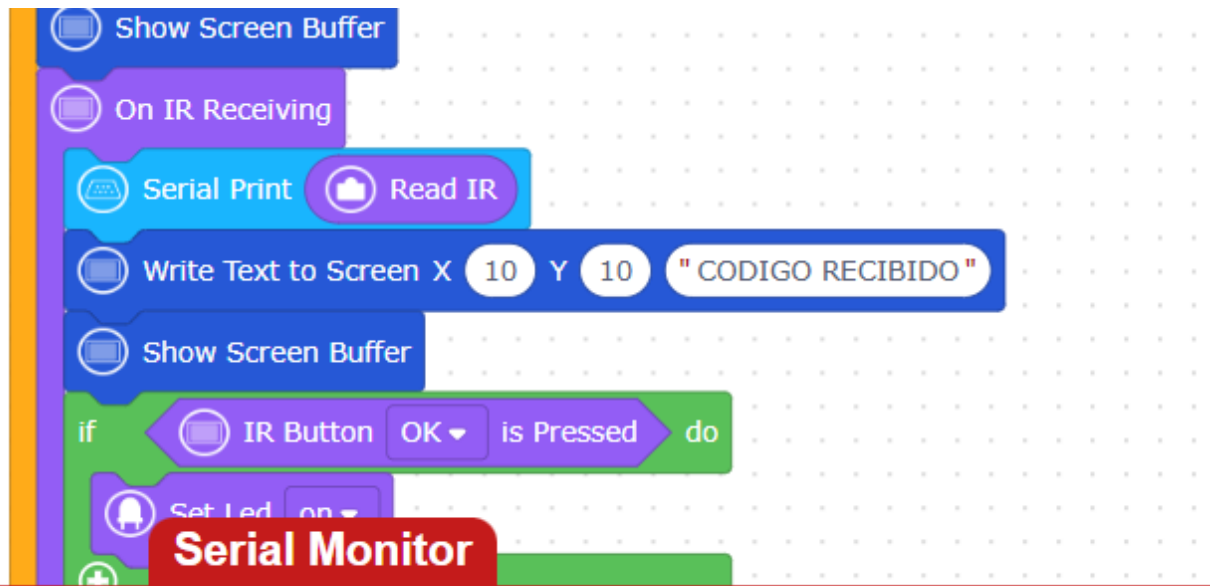 Show Screen Buffer
On IR Receiving
Serial Print Read IR
Write Text to Screen X 10 Y 10 "CODIGO RECIBIDO"
Show Screen Buffer
if IR Button OK is Pressed do
Set Led on
Serial Monitor